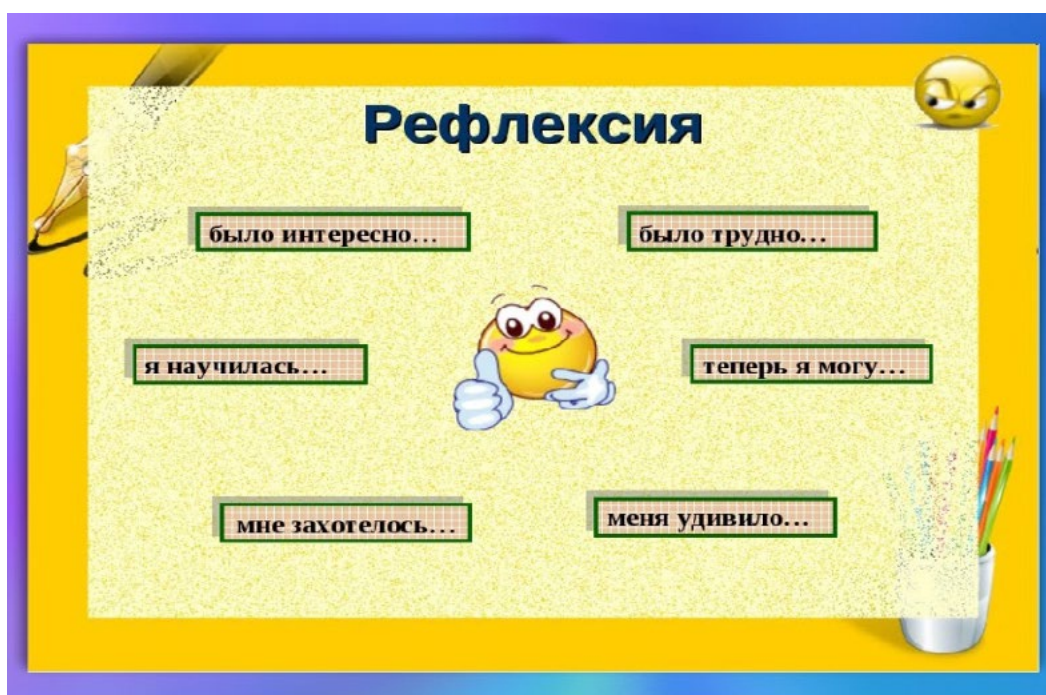 Рефлексия
было интересно…
было трудно…
я научилась…
теперь я могу…
мне захотелось…
меня удивило…